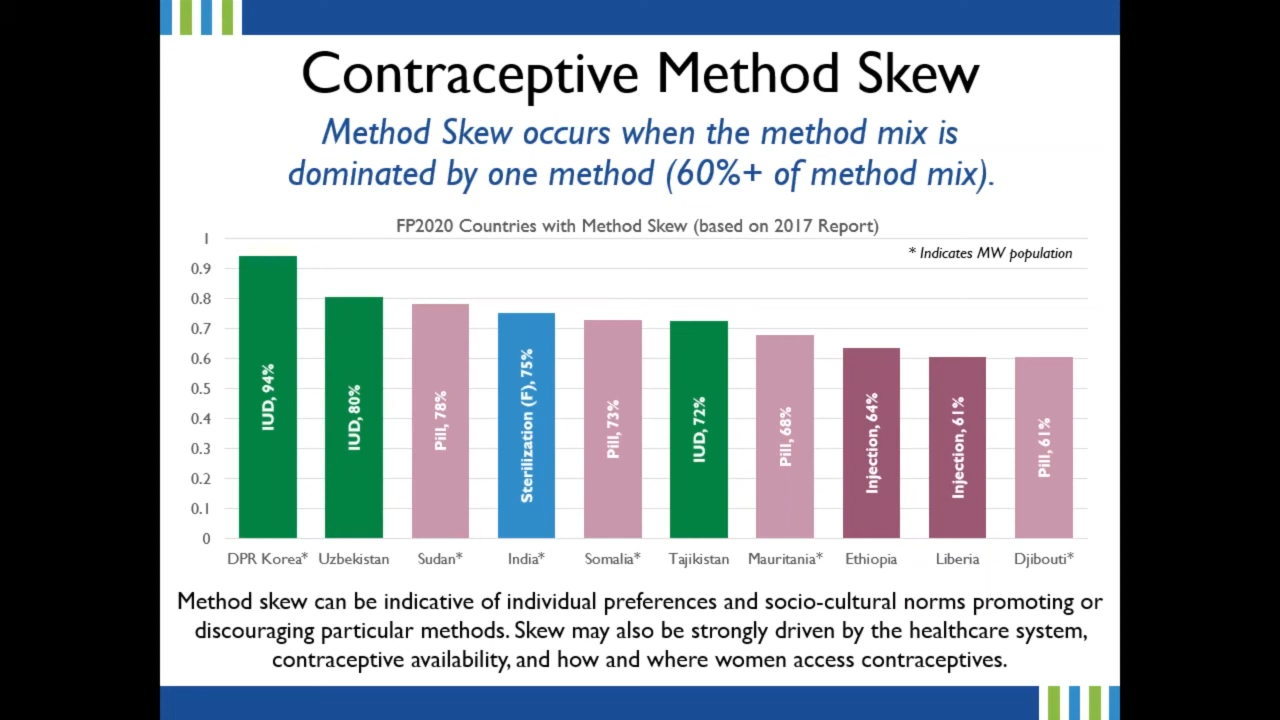 Contraceptive Method Skew
Method Skew occurs when the method mix is
dominated by one method (60%+ of method mix).
FP2020 Countries with Method Skew (based on 2017 Report)
* Indicates MW population
1
0.9
0.8
0.7
0.6
0.5
0.4
0.3
0.2
0.1
0
IUD, 94%
IUD, 80%
Pill, 78%
Sterilization (F), 75%
Pill, 73%
IUD, 72%
Pill, 68%
Injection, 64%
Injection, 61%
Pill, 61%
DPR Korea*
Uzbekistan
Sudan*
India*
Somalia*
Tajikistan
Mauritania*
Ethiopia
Liberia
Djibouti*
Method skew can be indicative of individual preferences and socio-cultural norms promoting or
discouraging particular methods. Skew may also be strongly driven by the healthcare system,
contraceptive availability, and how and where women access contraceptives.